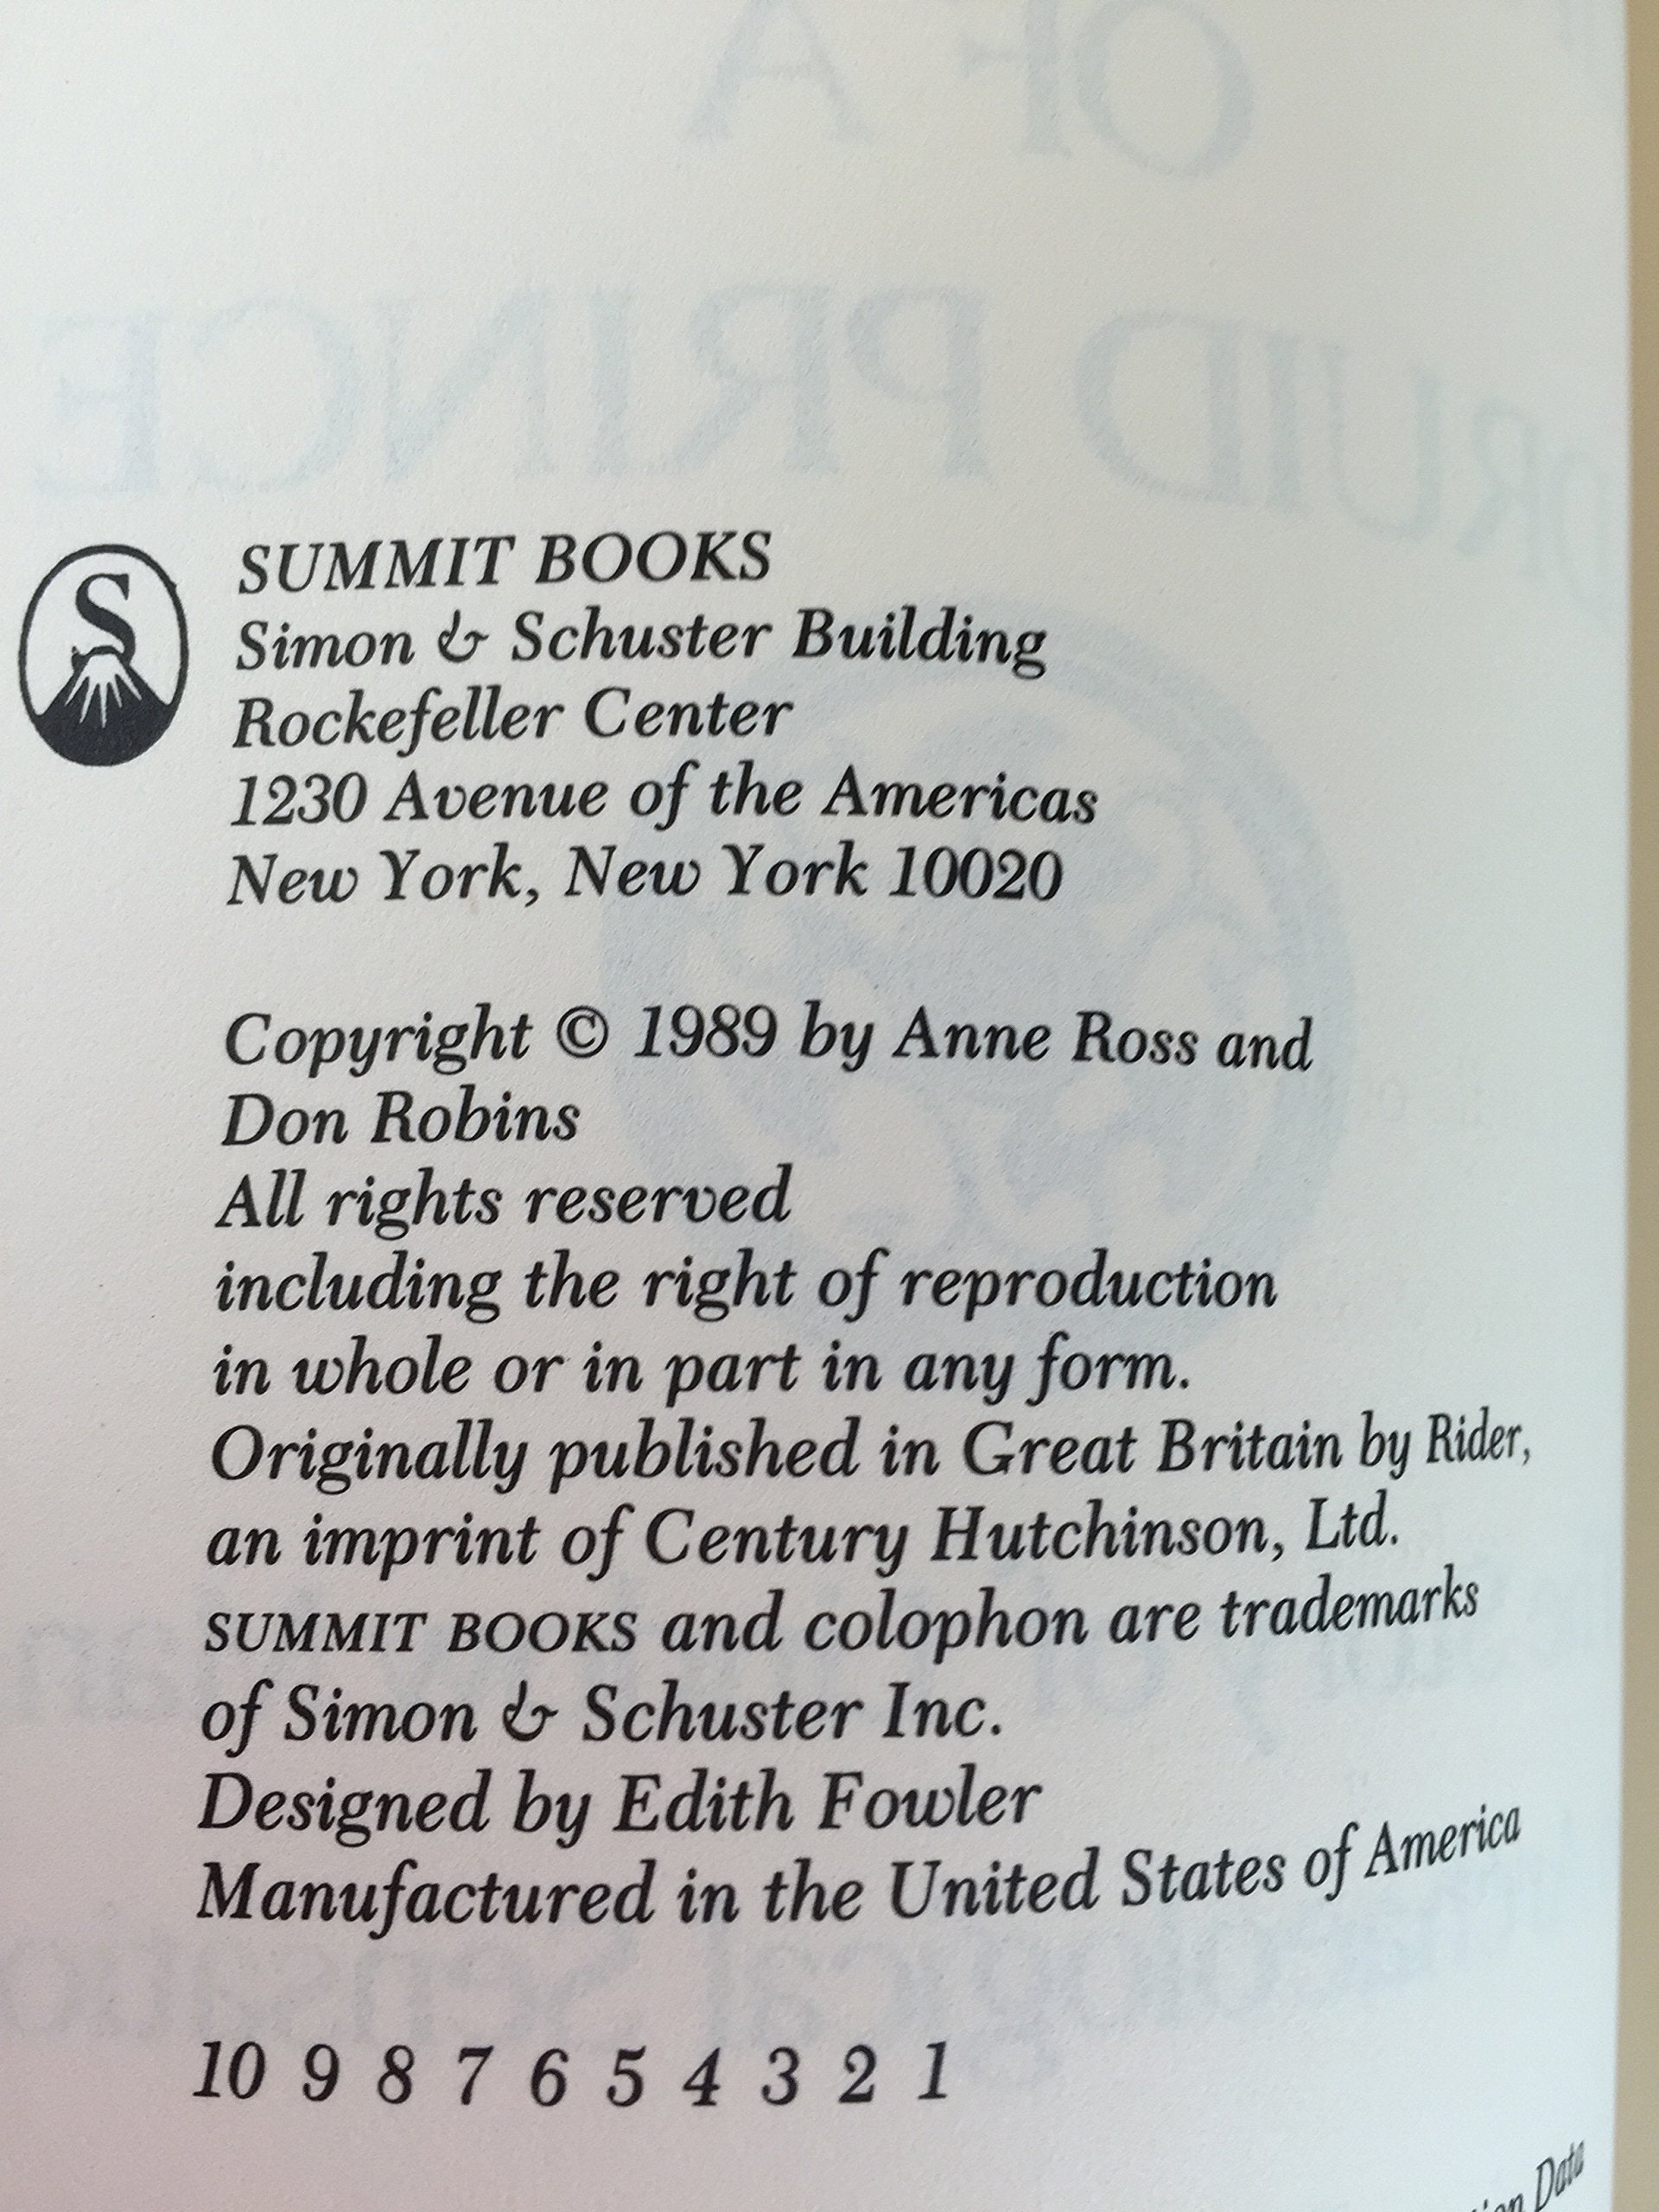 OF A
RUID PRINCE
S
SUMMIT BOOKS
Simon & Schuster Building
Rockefeller Center
1230 Avenue of the Americas
New York, New York 10020
Copyright © 1989 by Anne Ross and
Don Robins
All rights reserved
including the right of reproduction
in whole or in part in any form.
Originally published in Great Britain by Rider,
an imprint of Century Hutchinson, Ltd.
SUMMIT BOOKS and colophon are trademarks
of Simon & Schuster Inc.
Designed by Edith Fowler
Manufactured in the United States of America
10 9 8 7 6 5 4 3 2 1
Data